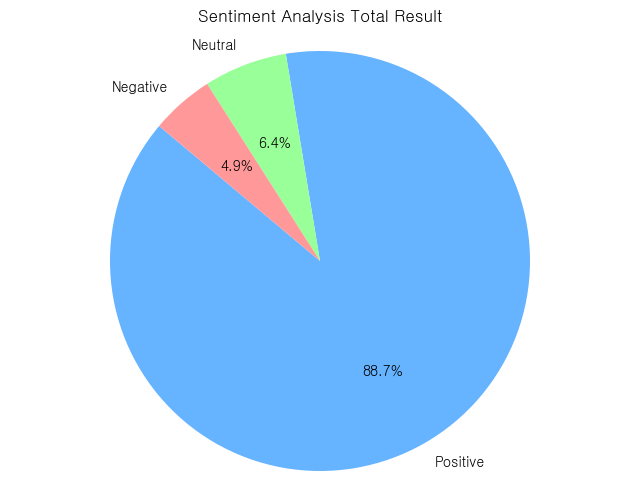 Sentiment Analysis Total Result
Neutral
Negative
6.4%
4.9%
88.7%
Positive